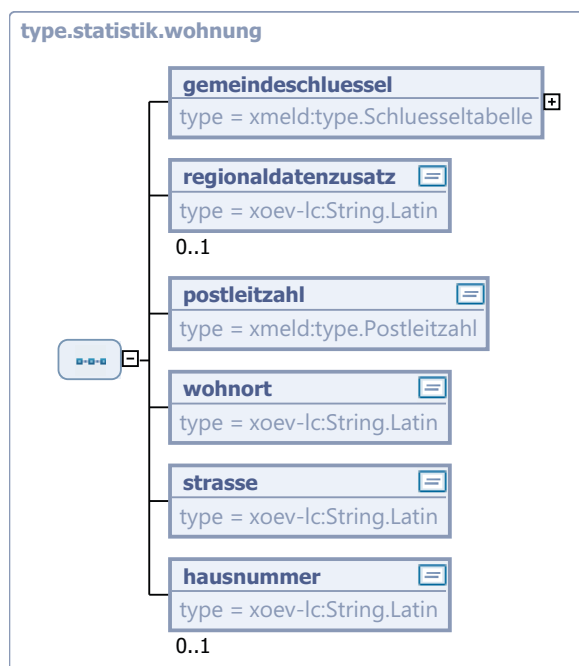 type.statistik.wohnung
gemeindeschluessel
type = xmeld:type.Schluesseltabelle
regionaldatenzusatz
type = xoev-lc:String.Latin
0..1
postleitzahl
type = xmeld:type.Postleitzahl
wohnort
type = xoev-lc:String.Latin
strasse
type = xoev-lc:String.Latin
hausnummer
type = xoev-lc:String.Latin
0..1